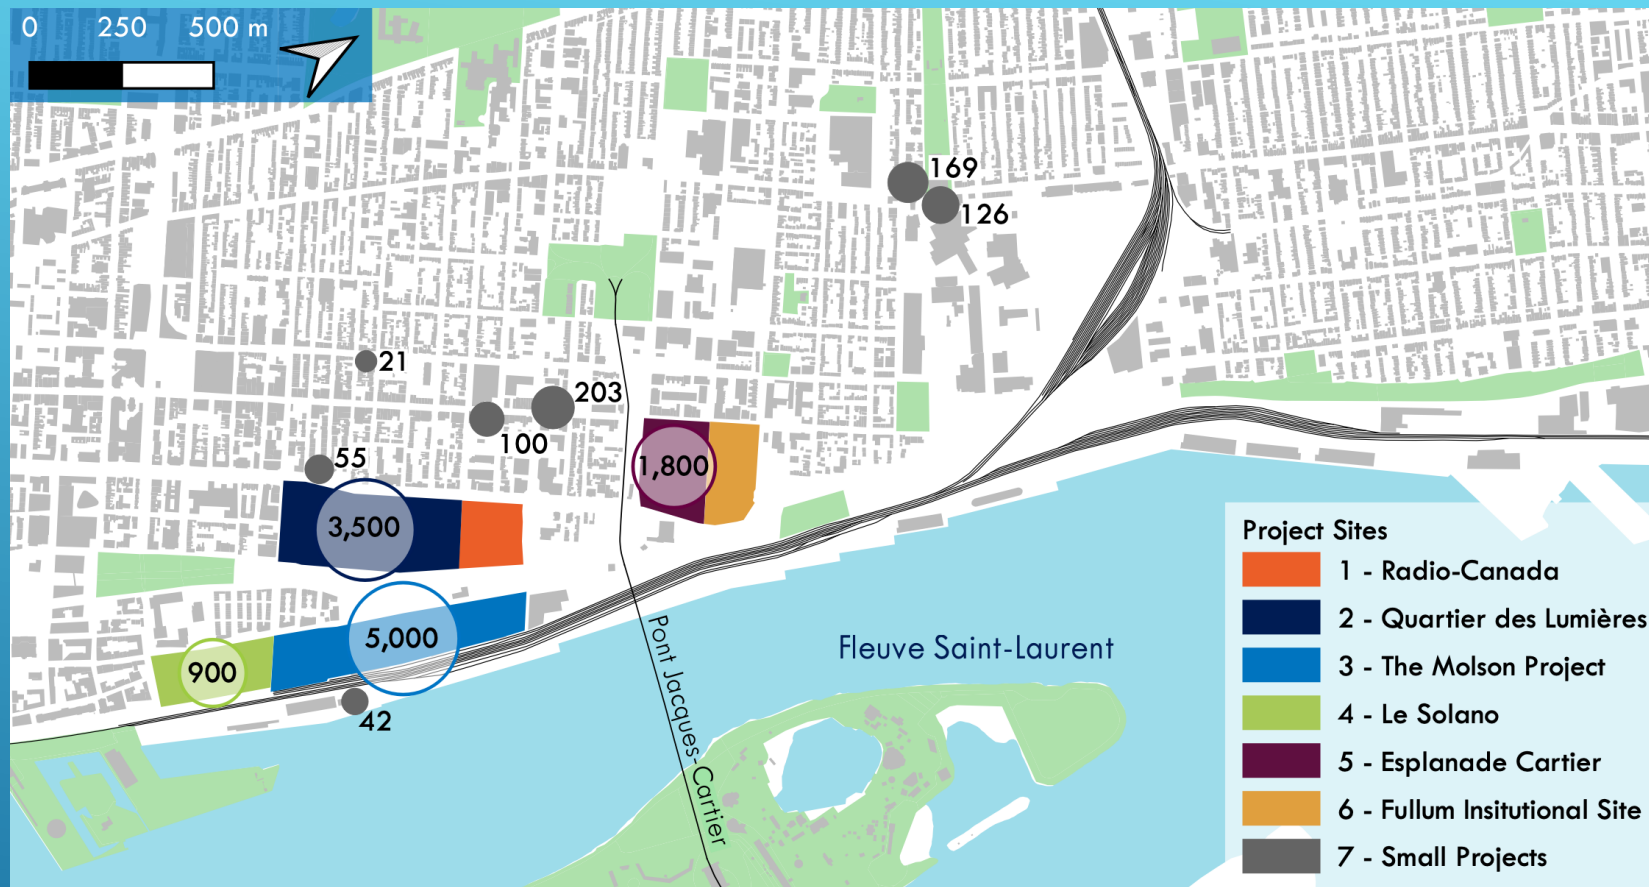 0 250 500 m
169
126
21
203
100
55
1,800
3,500
5,000
900
42
Pont Jacques-Cartier
Fleuve Saint-Laurent
Project Sites
1 - Radio-Canada
2 - Quartier des Lumières
3 - The Molson Project
4 - Le Solano
5 - Esplanade Cartier
6 - Fullum Insitutional Site
7 - Small Projects